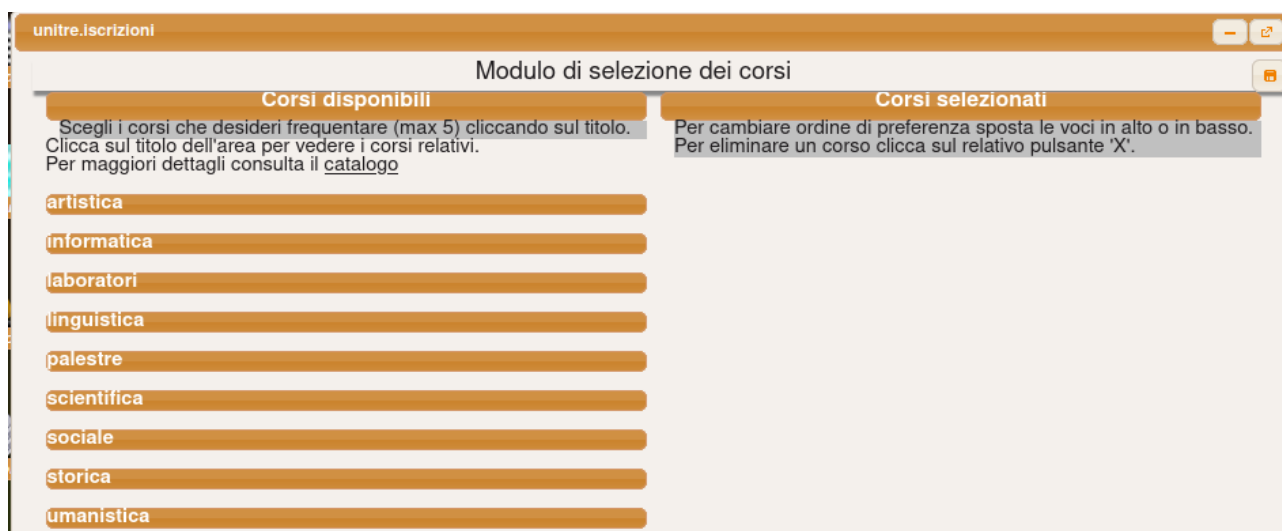 unitre.iscrizioni
Modulo di selezione dei corsi
Corsi disponibili
Scegli i corsi che desideri frequentare (max 5) cliccando sul titolo.
Clicca sul titolo dell'area per vedere i corsi relativi.
Per maggiori dettagli consulta il catalogo
artistica
informatica
laboratori
linguistica
palestre
scientifica
sociale
storica
umanistica
Corsi selezionati
Per cambiare ordine di preferenza sposta le voci in alto o in basso.
Per eliminare un corso clicca sul relativo pulsante 'X'.